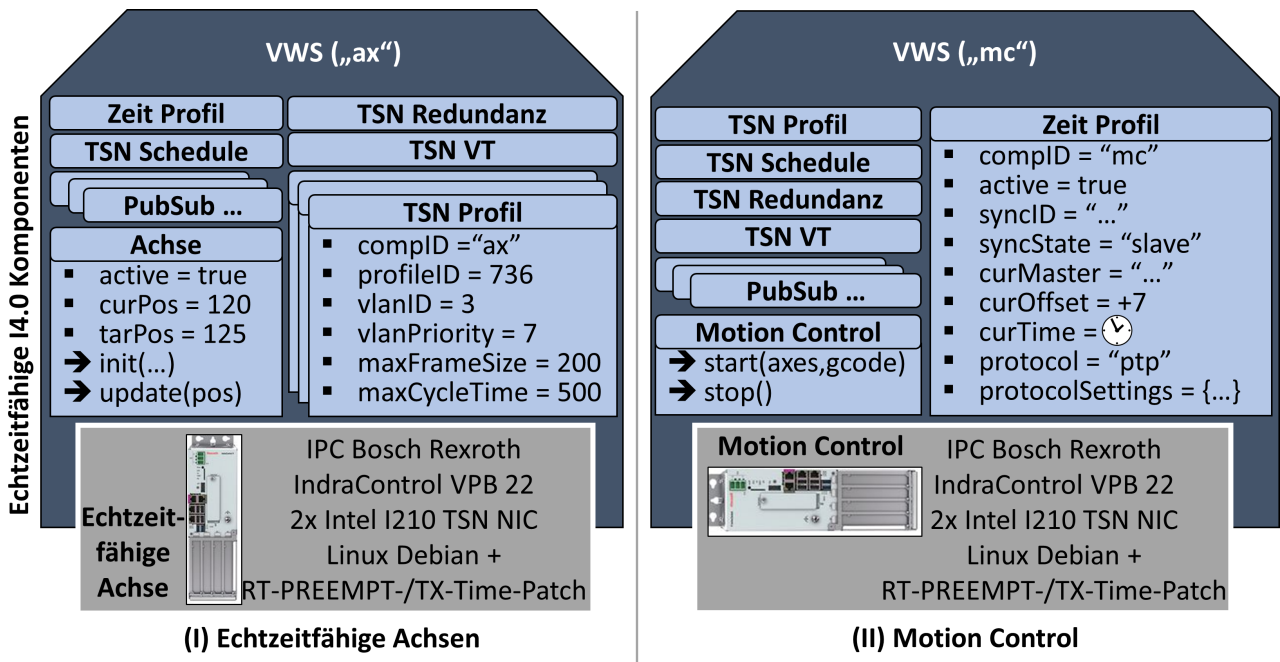 Echtzeitfähige I4.0 Komponenten
VWS („ax“)
Zeit Profil
TSN Schedule
PubSub ...
Achse
▪ active = true
▪ curPos = 120
▪ tarPos = 125
➔ init(...)
➔ update(pos)
TSN Redundanz
TSN VT
TSN Profil
▪ compID =“ax”
▪ profileID = 736
▪ vlanID = 3
▪ vlanPriority = 7
▪ maxFrameSize = 200
▪ maxCycleTime = 500
Echtzeit-
fähige
Achse
IPC Bosch Rexroth
IndraControl VPB 22
2x Intel I210 TSN NIC
Linux Debian +
RT-PREEMPT-/TX-Time-Patch
(I) Echtzeitfähige Achsen
VWS („mc“)
TSN Profil
TSN Schedule
TSN Redundanz
TSN VT
PubSub ...
Motion Control
➔ start(axes,gcode)
➔ stop()
Zeit Profil
▪ compID = “mc”
▪ active = true
▪ syncID = “...”
▪ syncState = “slave”
▪ curMaster = “...”
▪ curOffset = +7
▪ curTime =
▪ protocol = “ptp”
▪ protocolSettings = {...}
Motion Control
IPC Bosch Rexroth
IndraControl VPB 22
2x Intel I210 TSN NIC
Linux Debian +
RT-PREEMPT-/TX-Time-Patch
(II) Motion Control